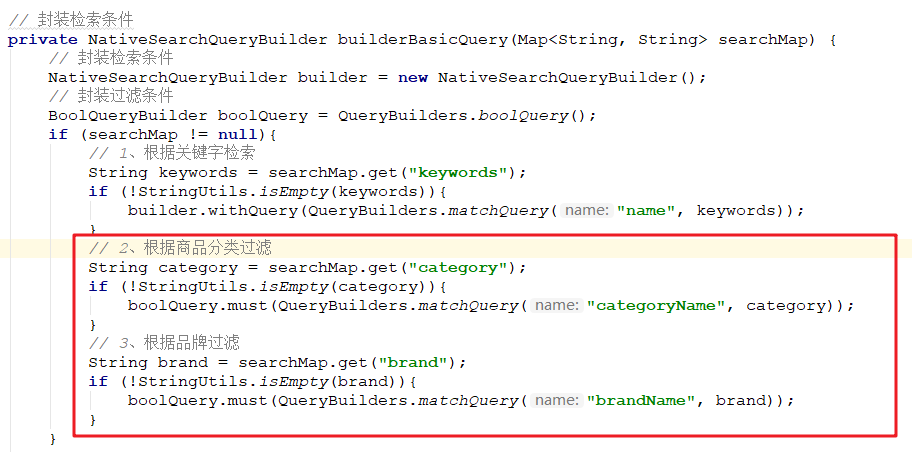 // 封装检索条件
private NativeSearchQueryBuilder builderBasicQuery(Map<String, String> searchMap) {
    // 封装检索条件
    NativeSearchQueryBuilder builder = new NativeSearchQueryBuilder();
    // 封装过滤条件
    BoolQueryBuilder boolQuery = QueryBuilders.boolQuery();
    if (searchMap != null){
        // 1、根据关键字检索
        String keywords = searchMap.get("keywords");
        if (!StringUtils.isEmpty(keywords)){
            builder.withQuery(QueryBuilders.matchQuery( name: "name", keywords));
        }
        // 2、根据商品分类过滤
        String category = searchMap.get("category");
        if (!StringUtils.isEmpty(category)){
            boolQuery.must(QueryBuilders.matchQuery( name: "categoryName", category));
        }
        // 3、根据品牌过滤
        String brand = searchMap.get("brand");
        if (!StringUtils.isEmpty(brand)){
            boolQuery.must(QueryBuilders.matchQuery( name: "brandName", brand));
        }
    }